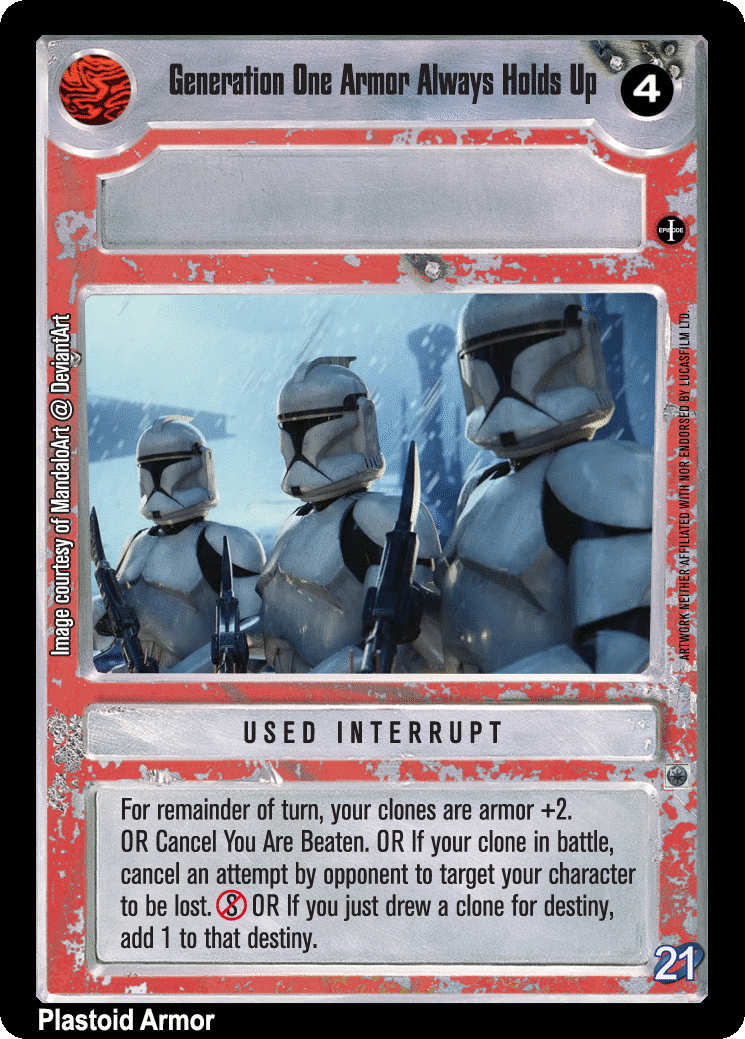 Generation One Armor Always Holds Up
4
EPISODE
I
Image courtesy of MandaloArt @ DeviantArt
ARTWORK NEITHER AFFILIATED WITH NOR ENDORSED BY LUCASFILM LTD.
USED INTERRUPT
For remainder of turn, your clones are armor +2.
OR Cancel You Are Beaten. OR If your clone in battle,
cancel an attempt by opponent to target your character
to be lost. 8 OR If you just drew a clone for destiny,
add 1 to that destiny.
21
Plastoid Armor